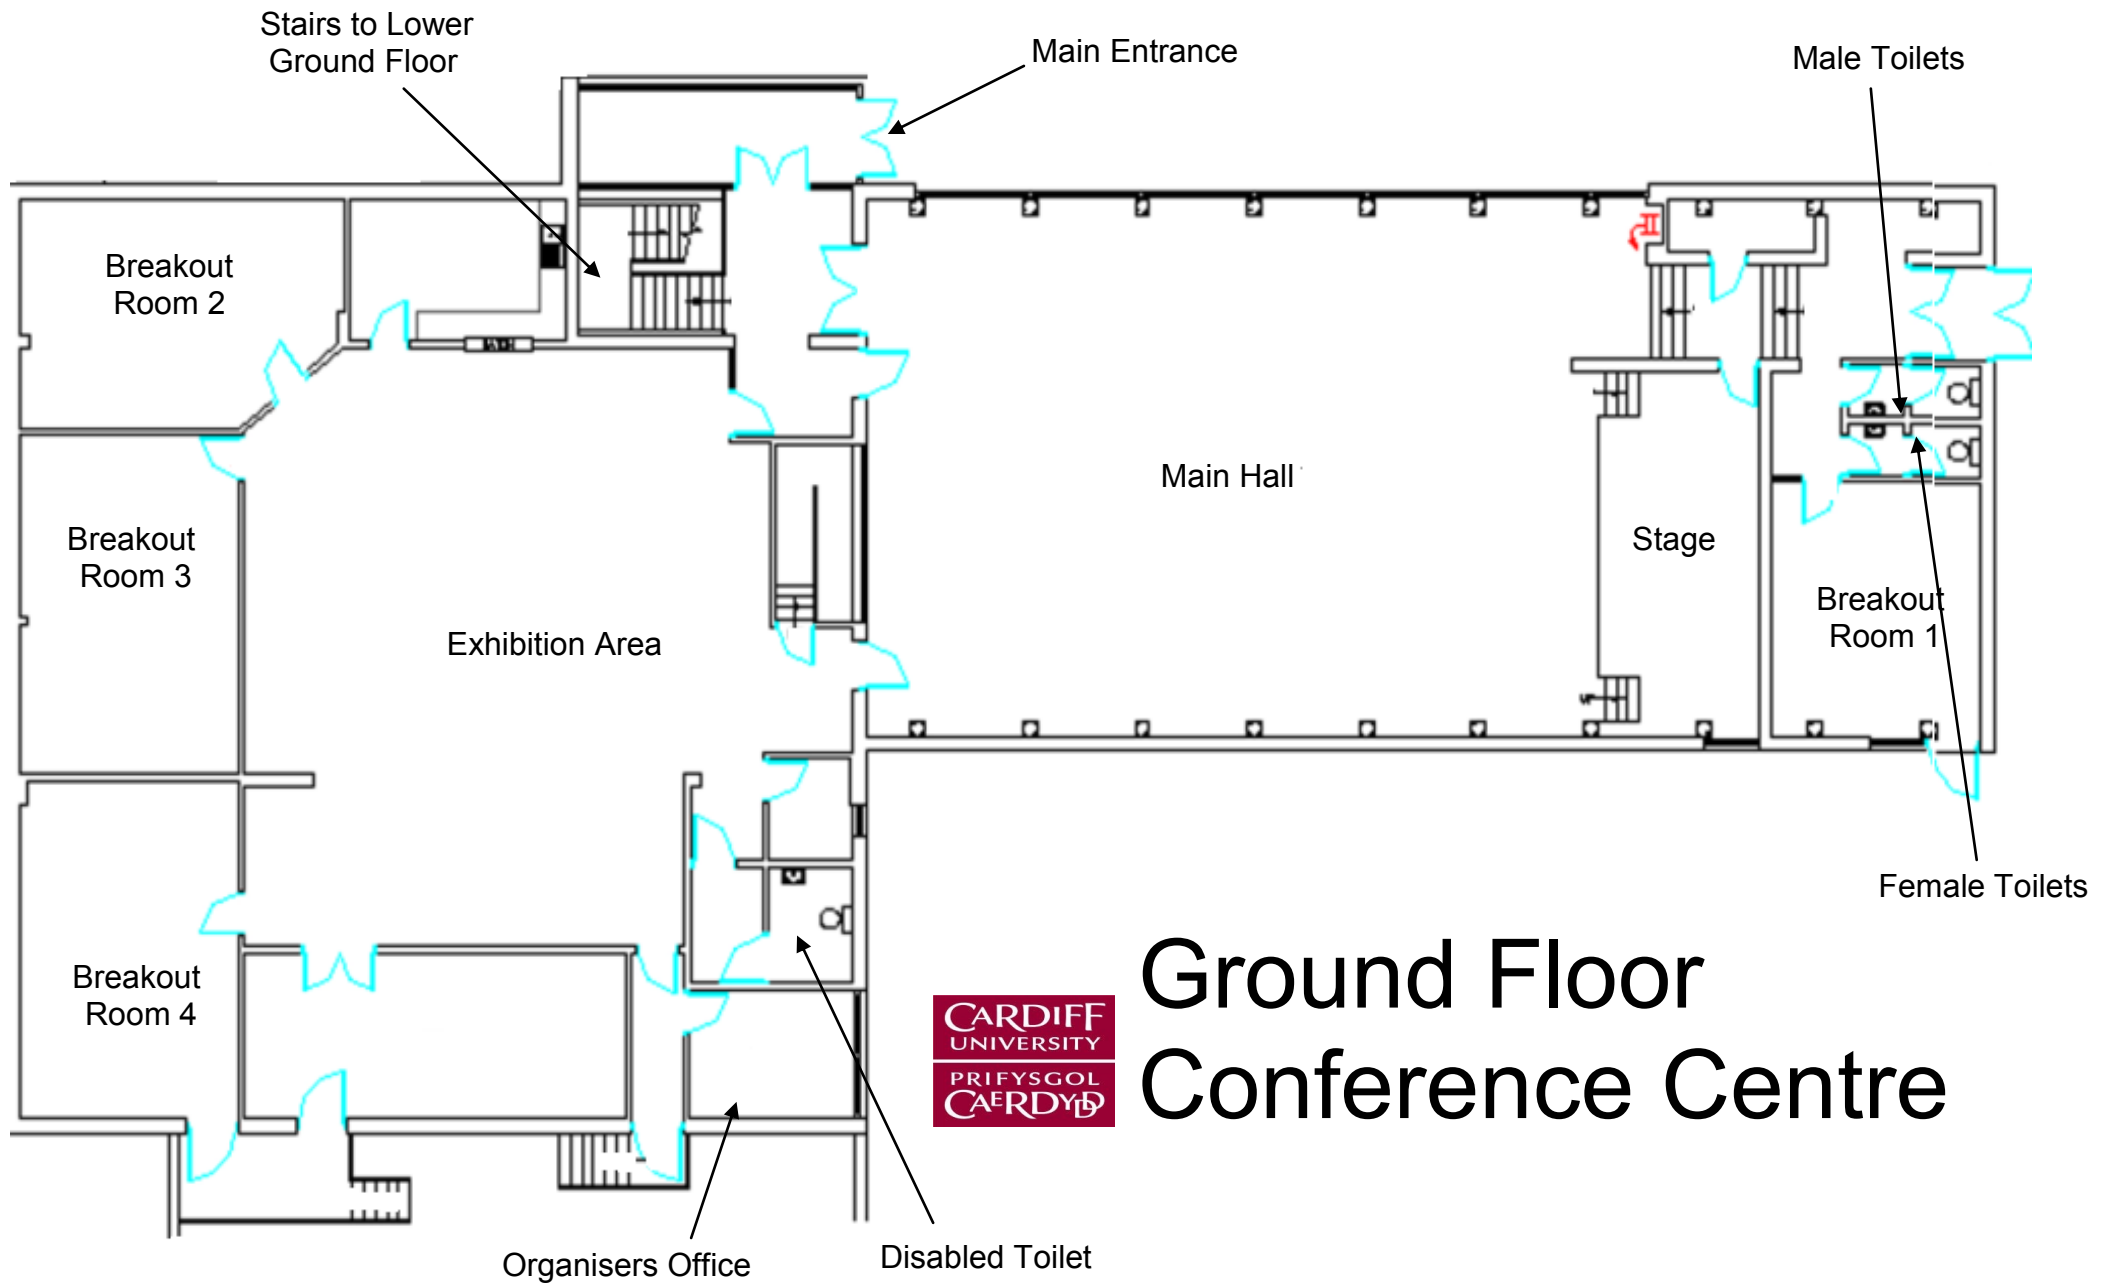 Stairs to Lower
Ground Floor
Main Entrance
Male Toilets
Breakout
Room 2
Breakout
Room 3
Exhibition Area
Main Hall
Stage
Breakout
Room 1
Female Toilets
Breakout
Room 4
CARDIFF
UNIVERSITY
PRIFYSGOL
CAERDYDD
Ground Floor
Conference Centre
Organisers Office
Disabled Toilet